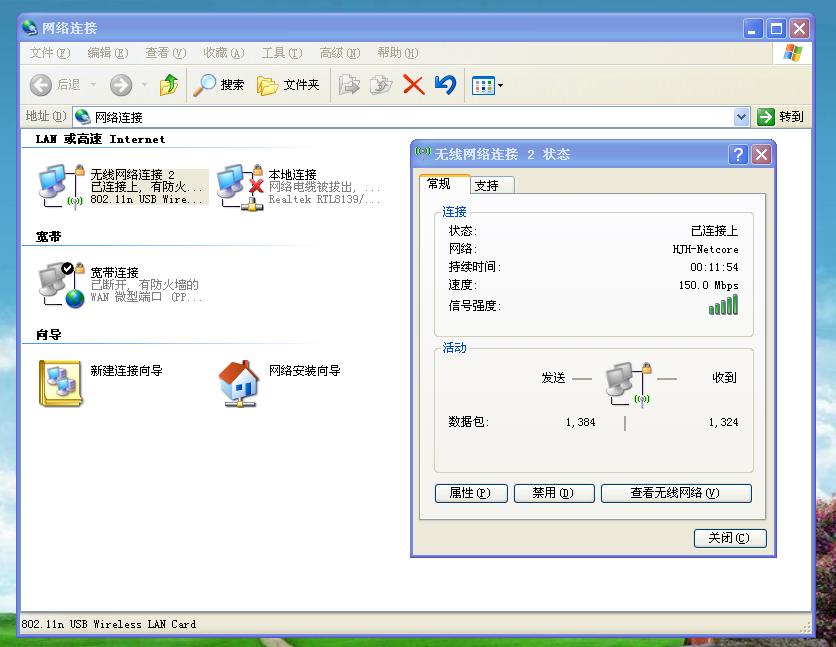 网络连接
文件(F) 编辑(E) 查看(V) 收藏(A) 工具(T) 高级(N) 帮助(H)
后退 搜索 文件夹
地址(D) 网络连接 转到
LAN 或高速 Internet
无线网络连接 2
已连接上, 有防火...
802.11n USB Wire...
本地连接
网络电缆被拔出, ...
Realtek RTL8139/...
宽带
宽带连接
已断开, 有防火墙的
WAN 微型端口 (PP...
向导
新建连接向导
网络安装向导
无线网络连接 2 状态
常规 支持
连接
状态: 已连接上
网络: HJH-Netcore
持续时间: 00:11:54
速度: 150.0 Mbps
信号强度:
活动
发送 收到
数据包: 1,384 1,324
属性(P) 禁用(D) 查看无线网络(V)
关闭(C)
802.11n USB Wireless LAN Card